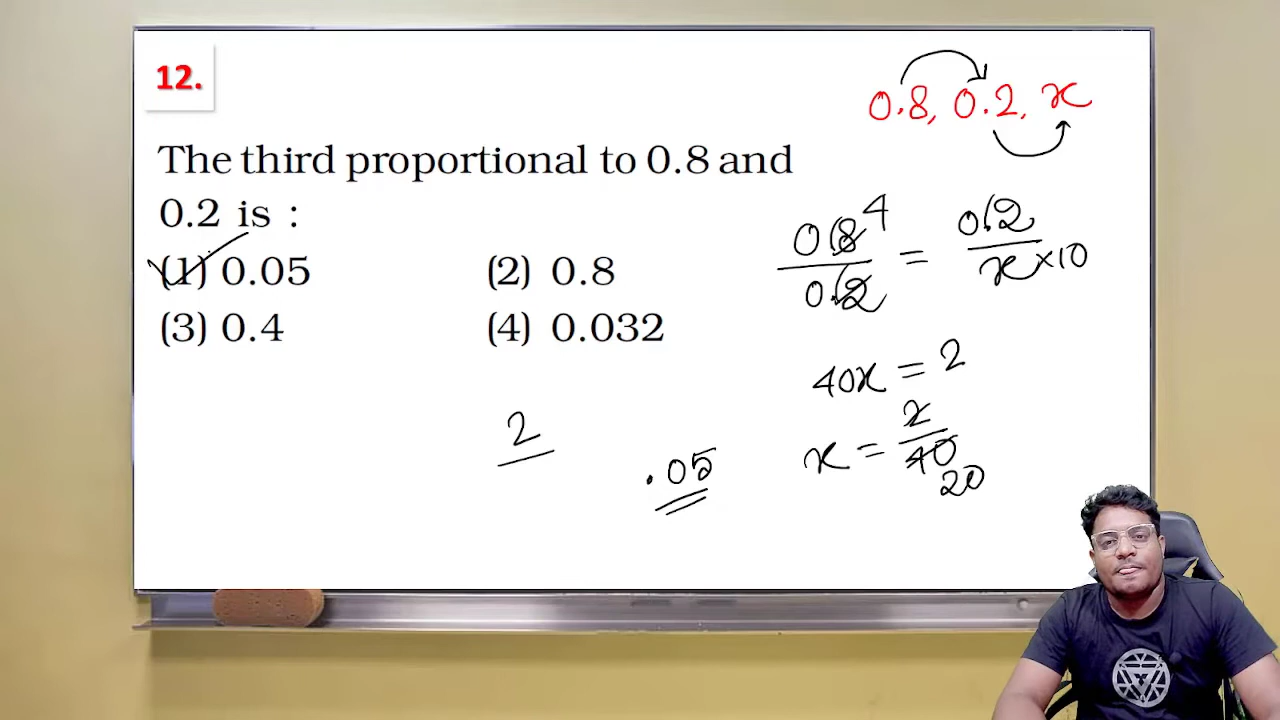 12.
The third proportional to 0.8 and
0.2 is :
(1) 0.05 (2) 0.8
(3) 0.4 (4) 0.032
0.8, 0.2, x
0.8 4 / 0.2 = 0.2 / x×10
40x = 2
x = 2 / 40
20
2
.05